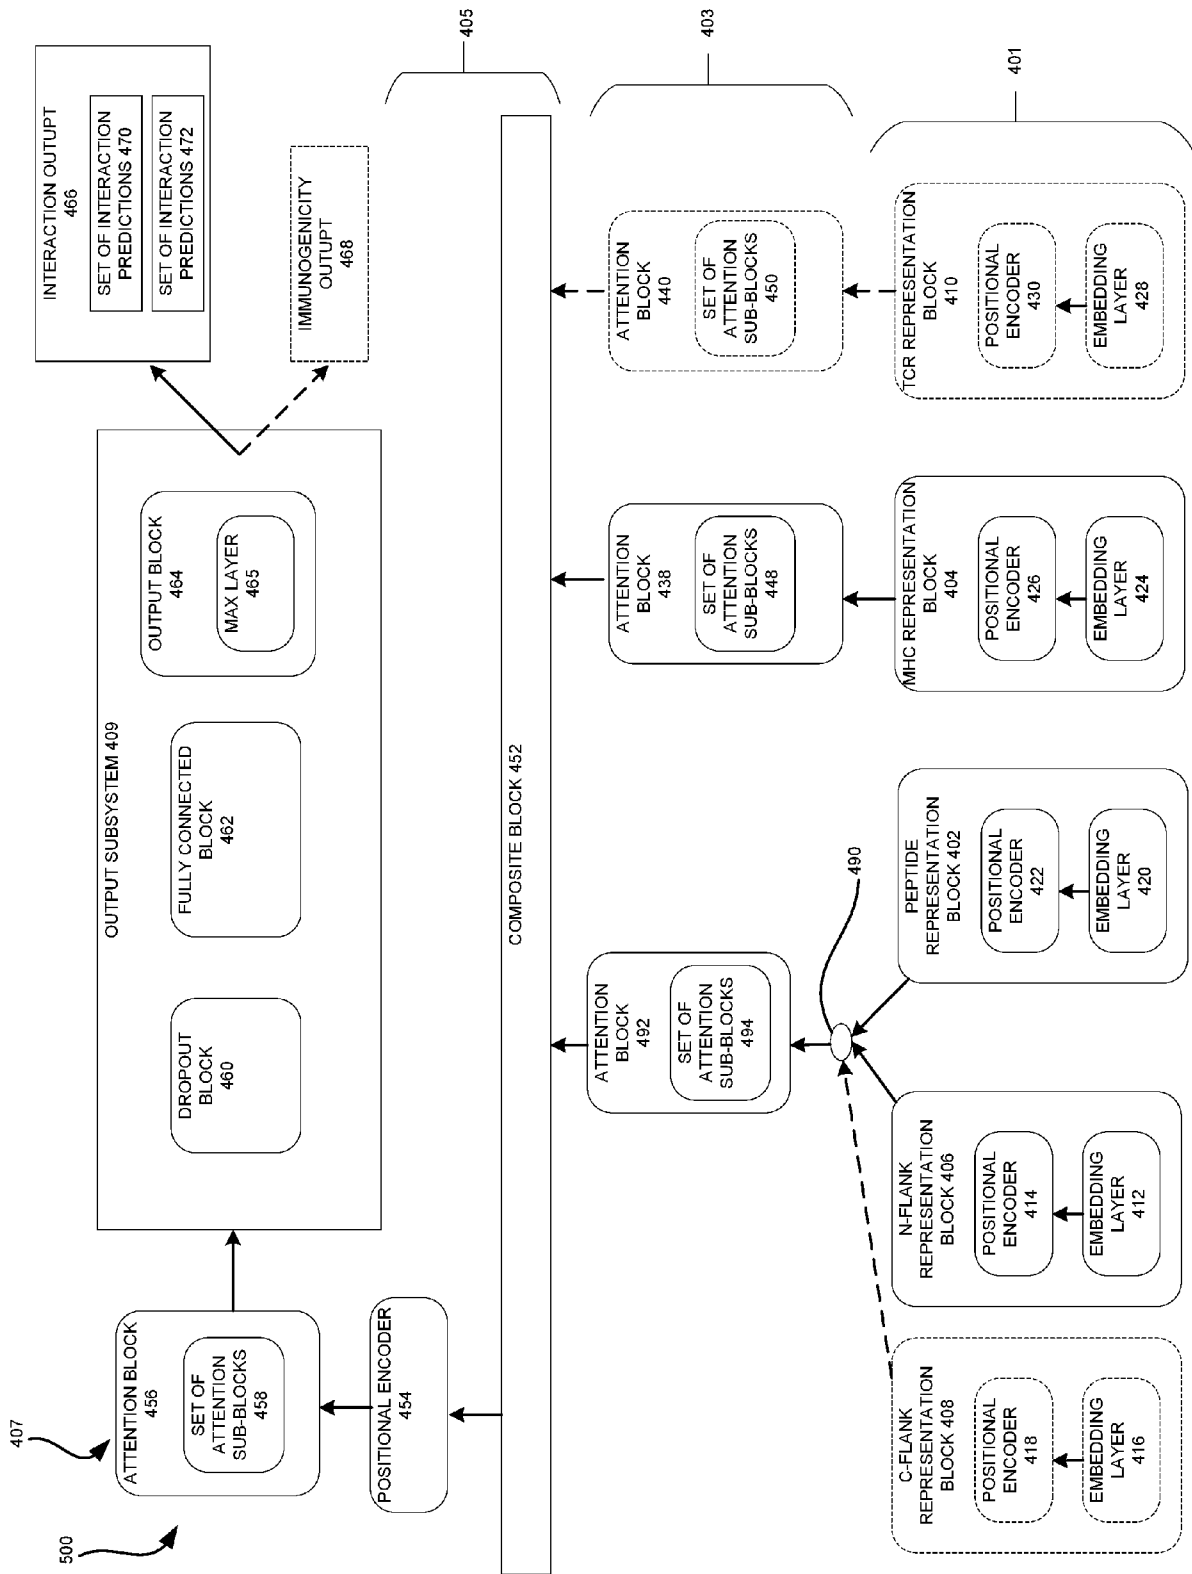 500
407
ATTENTION BLOCK
456
SET OF
ATTENTION
SUB-BLOCKS
458
POSITIONAL ENCODER
454
OUTPUT SUBSYSTEM 409
DROPOUT
BLOCK
460
FULLY CONNECTED
BLOCK
462
OUTPUT BLOCK
464
MAX LAYER
465
INTERACTION OUTUPT
466
SET OF INTERACTION
PREDICTIONS 470
SET OF INTERACTION
PREDICTIONS 472
IMMUNOGENICITY
OUTUPT
468
405
COMPOSITE BLOCK 452
403
ATTENTION
BLOCK
492
SET OF
ATTENTION
SUB-BLOCKS
494
ATTENTION
BLOCK
438
SET OF
ATTENTION
SUB-BLOCKS
448
ATTENTION
BLOCK
440
SET OF
ATTENTION
SUB-BLOCKS
450
490
401
C-FLANK
REPRESENTATION
BLOCK 408
POSITIONAL
ENCODER
418
EMBEDDING
LAYER
416
N-FLANK
REPRESENTATION
BLOCK 406
POSITIONAL
ENCODER
414
EMBEDDING
LAYER
412
PEPTIDE
REPRESENTATION
BLOCK 402
POSITIONAL
ENCODER
422
EMBEDDING
LAYER
420
MHC REPRESENTATION
BLOCK
404
POSITIONAL
ENCODER
426
EMBEDDING
LAYER
424
TCR REPRESENTATION
BLOCK
410
POSITIONAL
ENCODER
430
EMBEDDING
LAYER
428